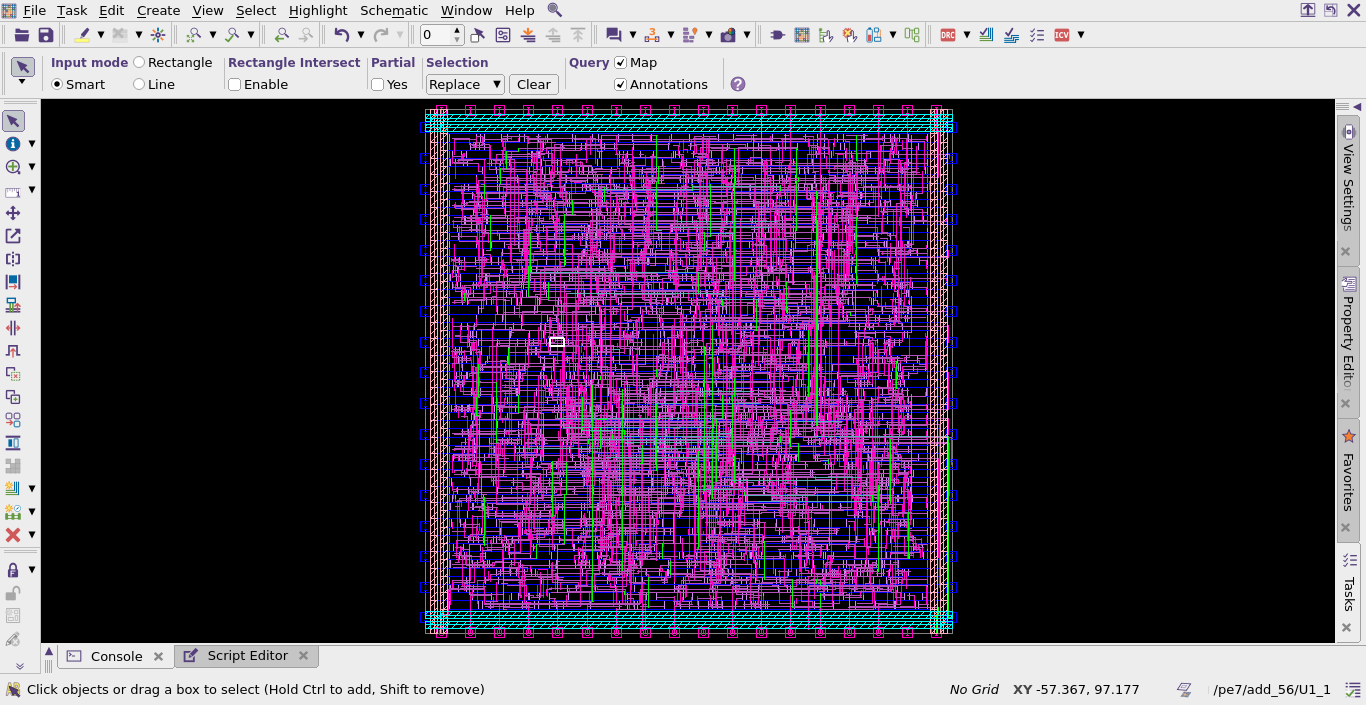 File Task Edit Create View Select Highlight Schematic Window Help
0 DRC ICV
Input mode Rectangle Rectangle Intersect Partial Selection Query Map
Smart Line Enable Yes Replace Clear Annotations
View Settings
Property Edito
Favorites
Tasks
Console Script Editor
Click objects or drag a box to select (Hold Ctrl to add, Shift to remove) No Grid XY -57.367, 97.177 /pe7/add_56/U1_1